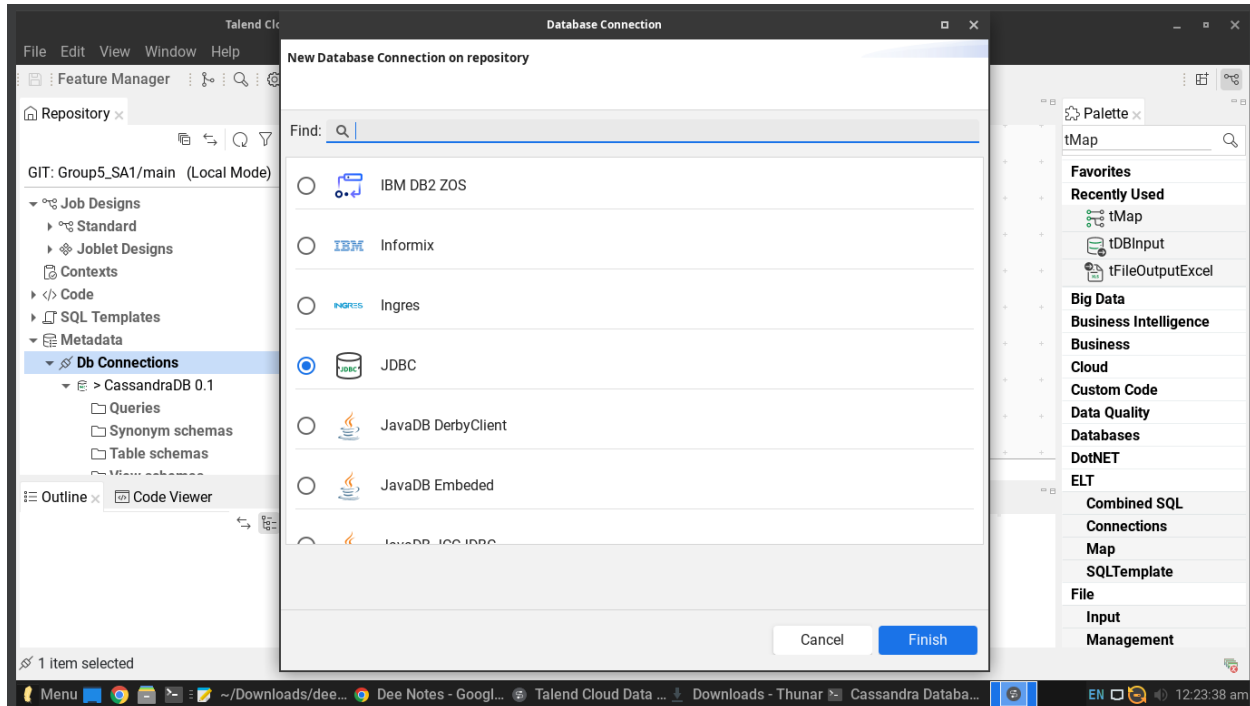 Talend Clo
Database Connection
File Edit View Window Help
New Database Connection on repository
Feature Manager
Repository
Palette
Find:
tMap
GIT: Group5_SA1/main (Local Mode)
Job Designs
Standard
Joblet Designs
Contexts
</> Code
SQL Templates
Metadata
Db Connections
> CassandraDB 0.1
Queries
Synonym schemas
Table schemas
View schemas
IBM DB2 ZOS
IBM Informix
INGRES Ingres
JDBC JDBC
JavaDB DerbyClient
JavaDB Embeded
JavaDB JCCJDBC
Favorites
Recently Used
tMap
tDBInput
tFileOutputExcel
Big Data
Business Intelligence
Business
Cloud
Custom Code
Data Quality
Databases
DotNET
ELT
Combined SQL
Connections
Map
SQLTemplate
File
Input
Management
Outline
Code Viewer
Cancel
Finish
1 item selected
Menu
~/Downloads/dee...
Dee Notes - Googl...
Talend Cloud Data ...
Downloads - Thunar
Cassandra Databa...
EN
12:23:38 am